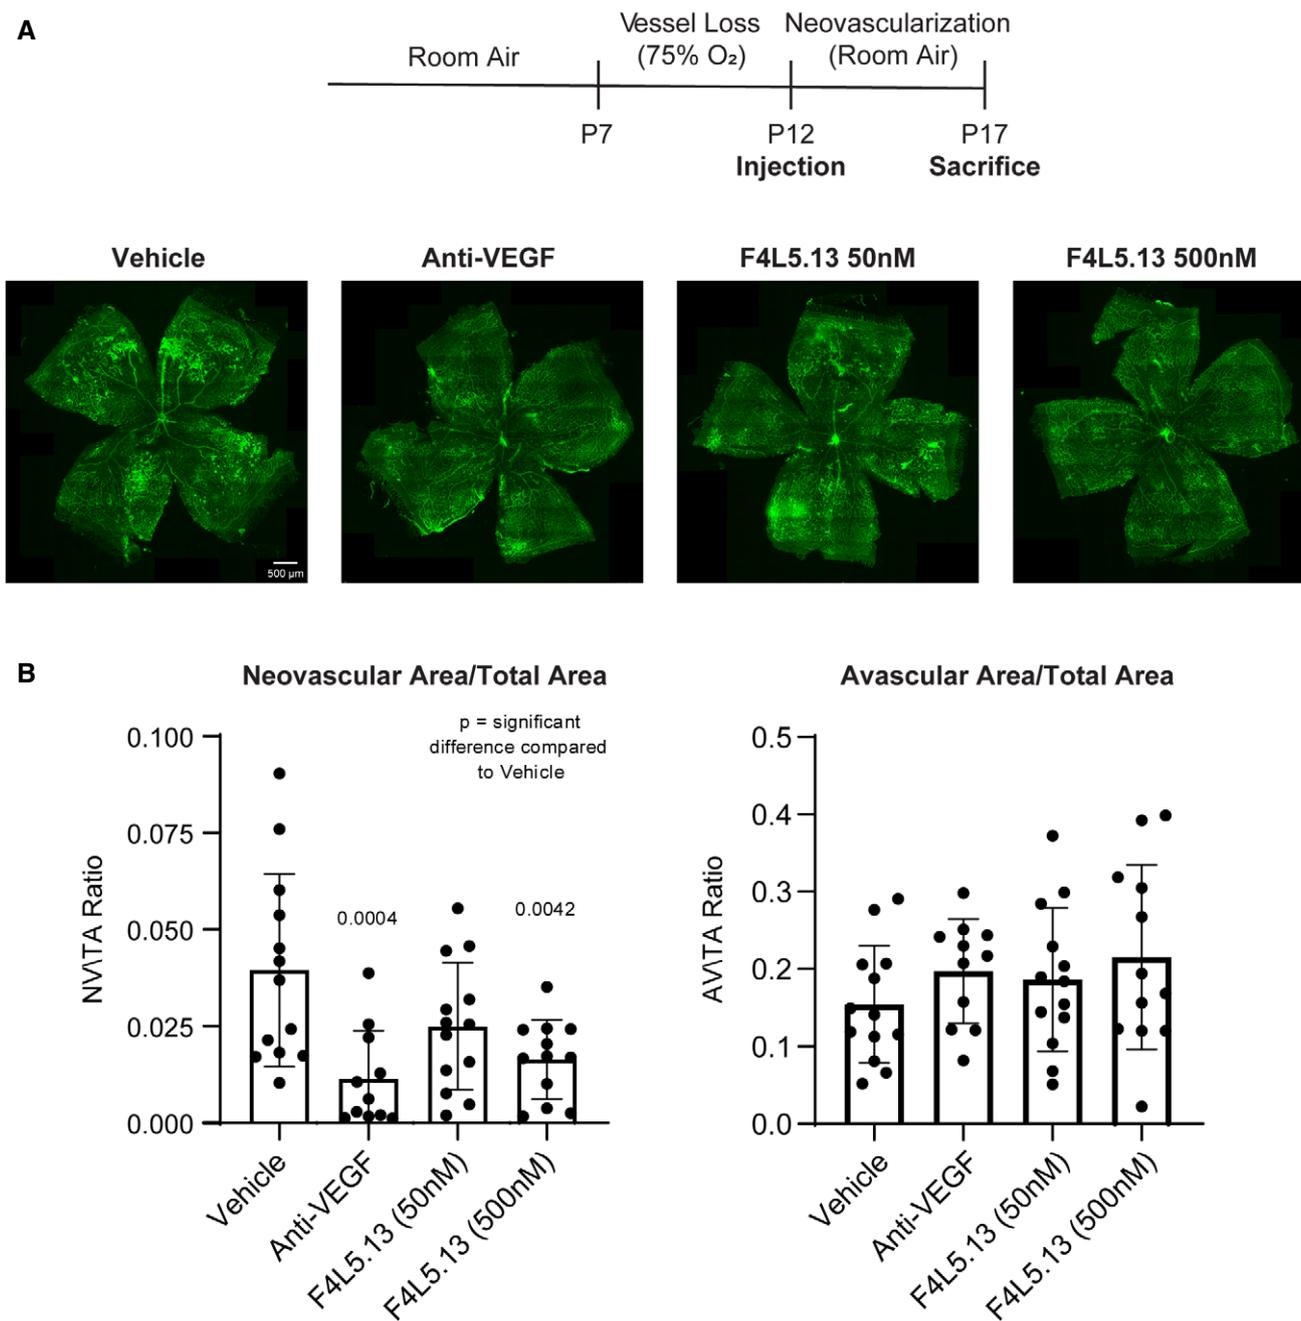 A
Room Air
Vessel Loss
(75% O₂)
Neovascularization
(Room Air)
P7
P12
P17
Injection
Sacrifice
Vehicle
Anti-VEGF
F4L5.13 50nM
F4L5.13 500nM
500 µm
B
Neovascular Area/Total Area
p = significant
difference compared
to Vehicle
NV\TA Ratio
0.100
0.075
0.050
0.025
0.000
0.0004
0.0042
Vehicle
Anti-VEGF
F4L5.13 (50nM)
F4L5.13 (500nM)
Avascular Area/Total Area
AV\TA Ratio
0.5
0.4
0.3
0.2
0.1
0.0
Vehicle
Anti-VEGF
F4L5.13 (50nM)
F4L5.13 (500nM)